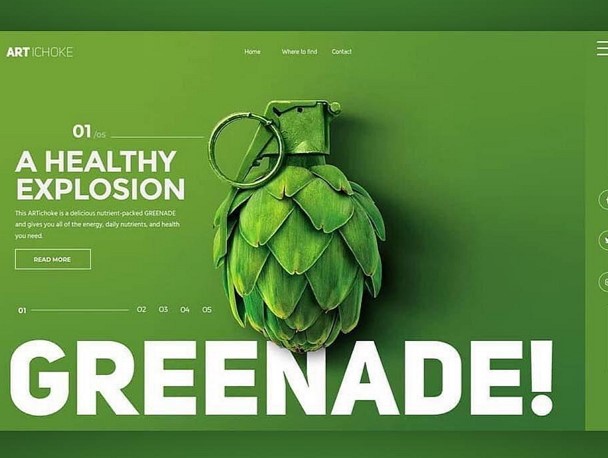 ARTICHOKE
Home Where to find Contact
01 /05
A HEALTHY
EXPLOSION
This ARTichoke is a delicious nutrient-packed GREENADE
and gives you all of the energy, daily nutrients, and health
you need.
READ MORE
01 02 03 04 05
GREENADE!